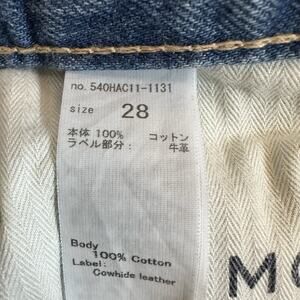 no. 540HAC11-1131
size 28
本体 100% コットン
ラベル部分： 牛革
Body
100% Cotton
Label:
Cowhide leather